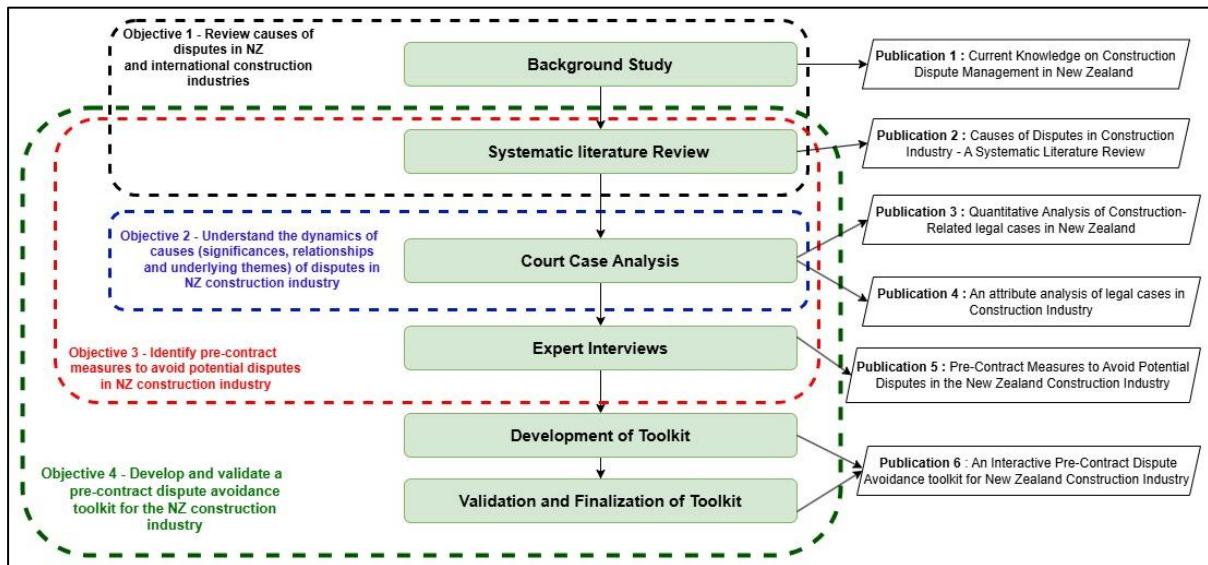 Objective 1 - Review causes of
disputes in NZ
and international construction
industries
Background Study
Publication 1 : Current Knowledge on Construction
Dispute Management in New Zealand
Systematic literature Review
Publication 2 : Causes of Disputes in Construction
Industry - A Systematic Literature Review
Objective 2 - Understand the dynamics of
causes (significances, relationships
and underlying themes) of disputes in
NZ construction industry
Court Case Analysis
Publication 3 : Quantitative Analysis of Construction-
Related legal cases in New Zealand
Publication 4 : An attribute analysis of legal cases in
Construction Industry
Objective 3 - Identify pre-contract
measures to avoid potential disputes
in NZ construction industry
Expert Interviews
Publication 5 : Pre-Contract Measures to Avoid Potential
Disputes in the New Zealand Construction Industry
Objective 4 - Develop and validate a
pre-contract dispute avoidance
toolkit for the NZ construction
industry
Development of Toolkit
Validation and Finalization of Toolkit
Publication 6 : An Interactive Pre-Contract Dispute
Avoidance toolkit for New Zealand Construction Industry